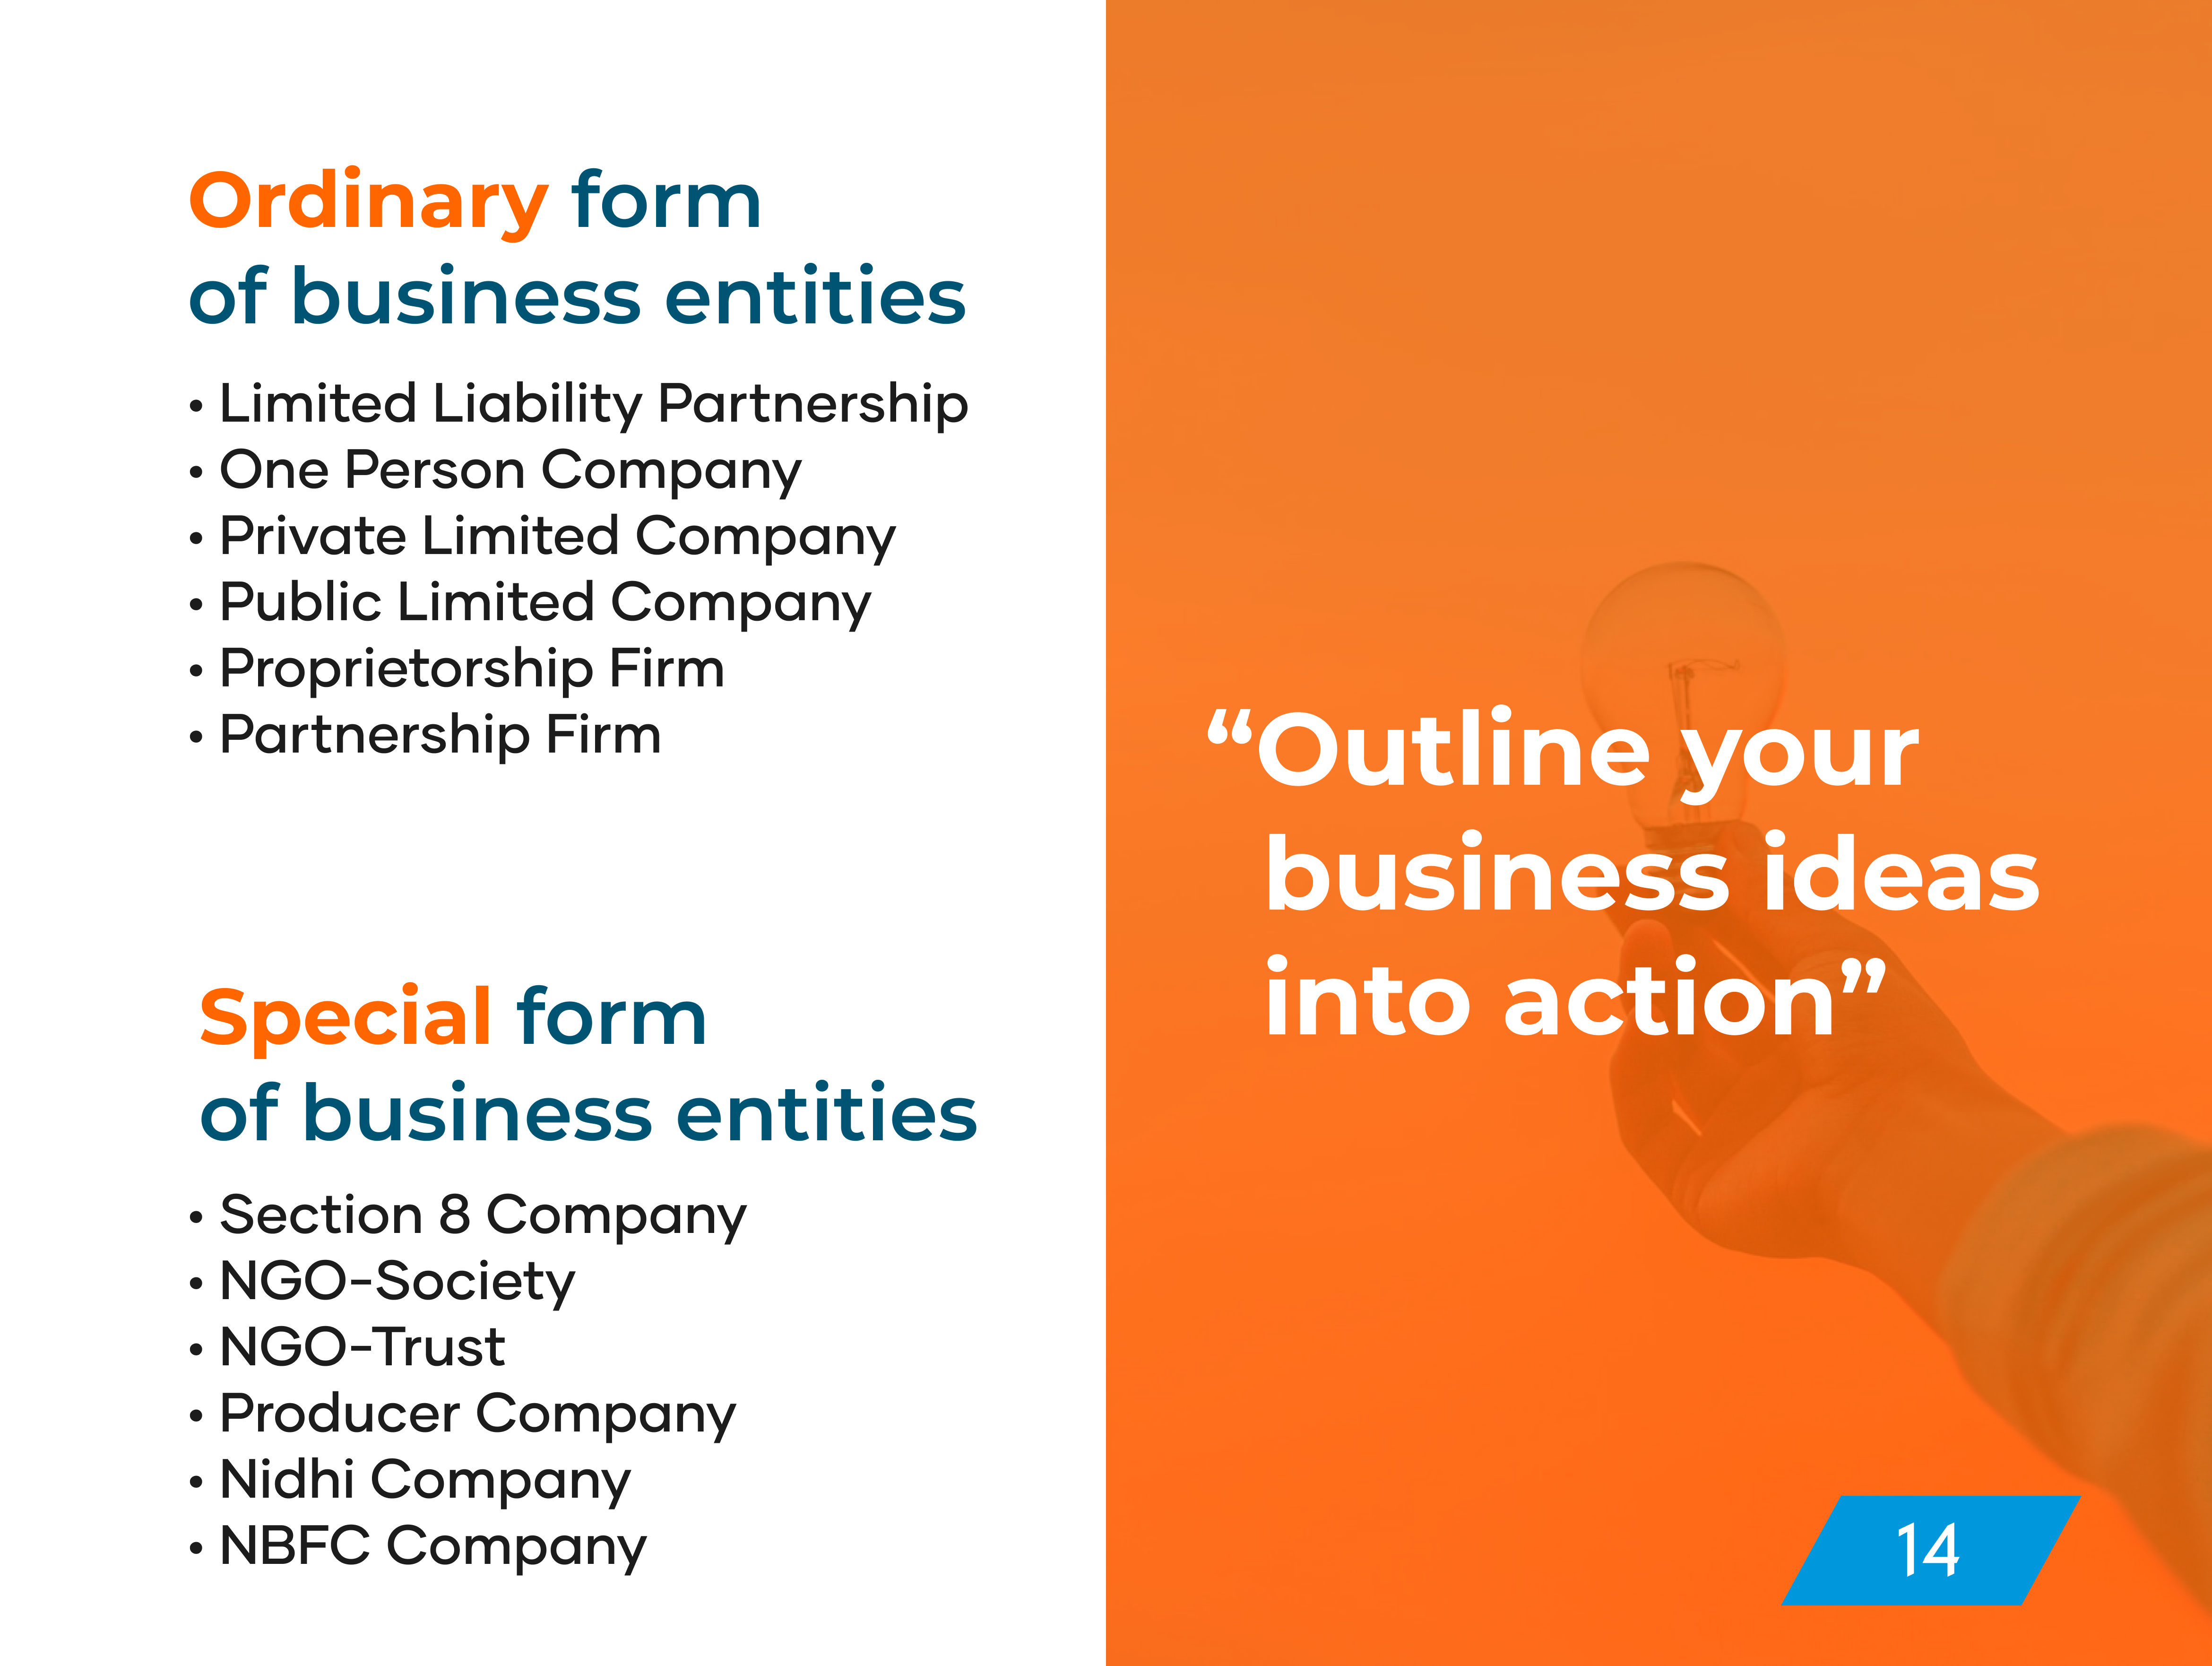 Ordinary form
of business entities
• Limited Liability Partnership
• One Person Company
• Private Limited Company
• Public Limited Company
• Proprietorship Firm
• Partnership Firm
Special form
of business entities
• Section 8 Company
• NGO-Society
• NGO-Trust
• Producer Company
• Nidhi Company
• NBFC Company
“Outline your
business ideas
into action”
14